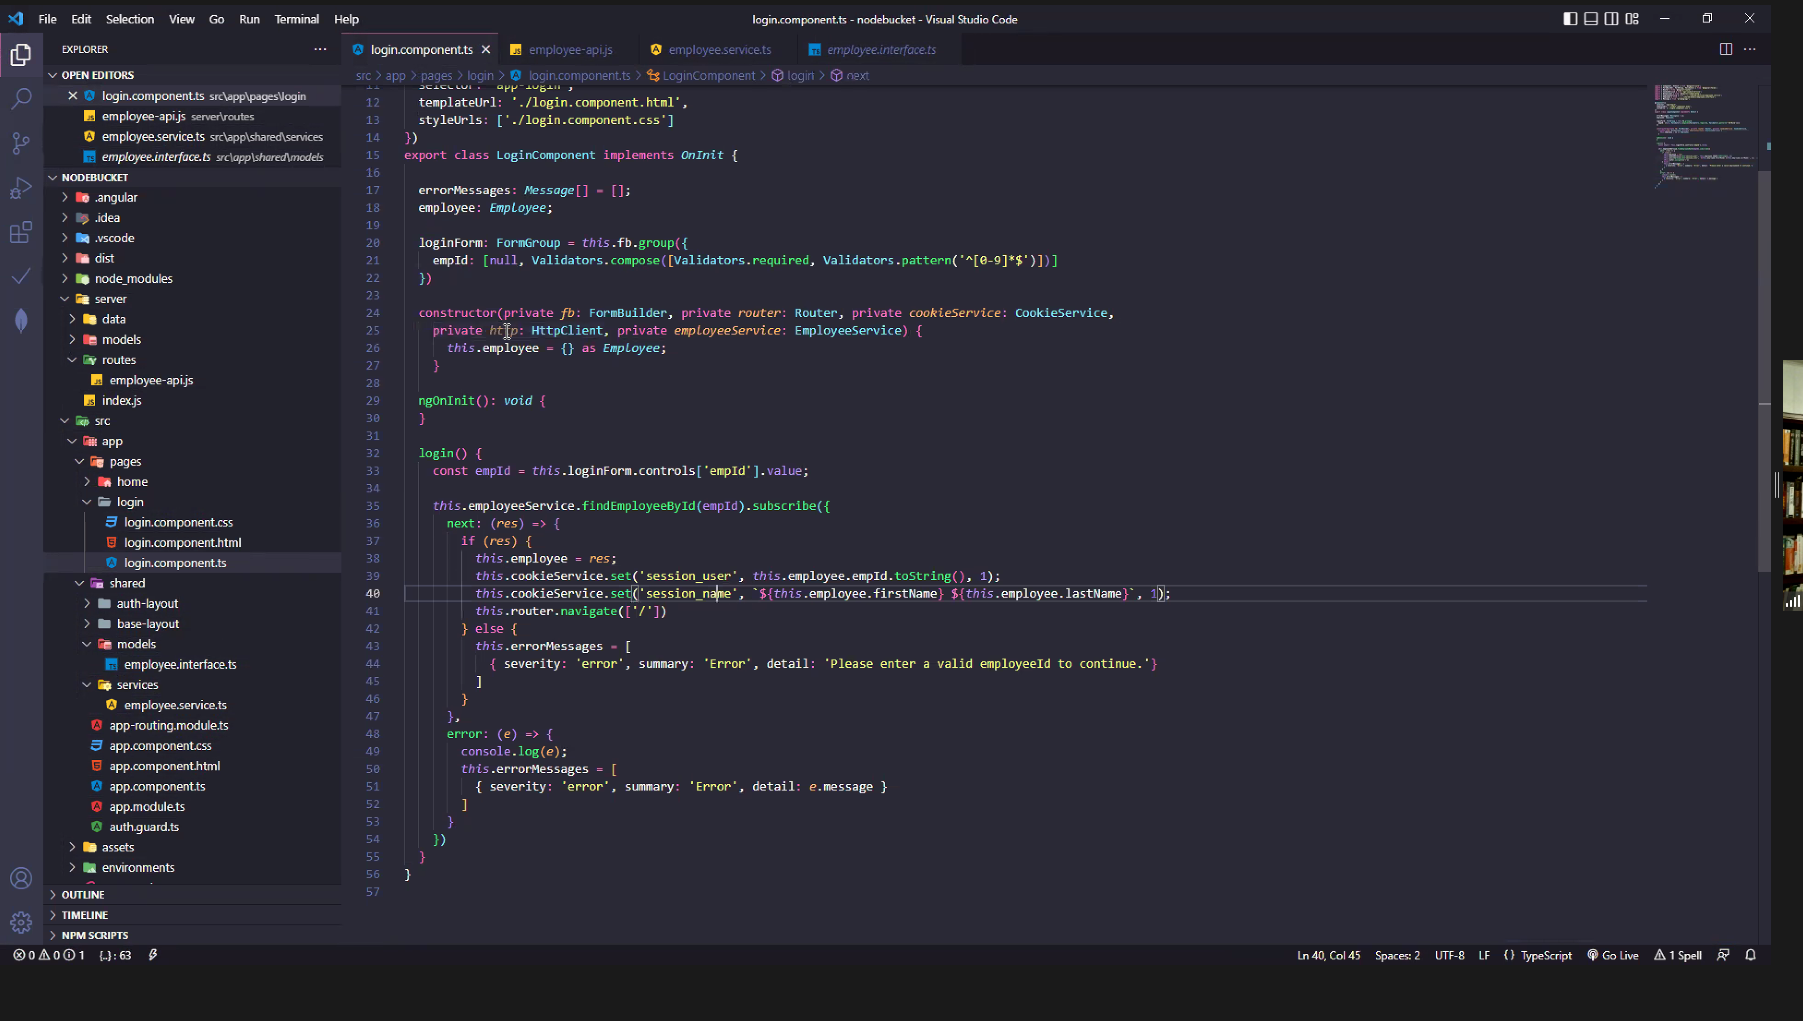 File Edit Selection View Go Run Terminal Help
login.component.ts - nodebucket - Visual Studio Code
EXPLORER
OPEN EDITORS
login.component.ts src\app\pages\login
employee-api.js server\routes
employee.service.ts src\app\shared\services
employee.interface.ts src\app\shared\models
NODEBUCKET
.angular
.idea
.vscode
dist
node_modules
server
data
models
routes
employee-api.js
index.js
src
app
pages
home
login
login.component.css
login.component.html
login.component.ts
shared
auth-layout
base-layout
models
employee.interface.ts
services
employee.service.ts
app-routing.module.ts
app.component.css
app.component.html
app.component.ts
app.module.ts
auth.guard.ts
assets
environments
OUTLINE
TIMELINE
NPM SCRIPTS
login.component.ts employee-api.js employee.service.ts employee.interface.ts
src > app > pages > login > login.component.ts > LoginComponent > login > next
11 selector: 'app-login',
12 templateUrl: './login.component.html',
13 styleUrls: ['./login.component.css']
14 })
15 export class LoginComponent implements OnInit {
16
17 errorMessages: Message[] = [];
18 employee: Employee;
19
20 loginForm: FormGroup = this.fb.group({
21 empId: [null, Validators.compose([Validators.required, Validators.pattern('^[0-9]*$')])]
22 })
23
24 constructor(private fb: FormBuilder, private router: Router, private cookieService: CookieService,
25 private http: HttpClient, private employeeService: EmployeeService) {
26 this.employee = {} as Employee;
27 }
28
29 ngOnInit(): void {
30 }
31
32 login() {
33 const empId = this.loginForm.controls['empId'].value;
34
35 this.employeeService.findEmployeeById(empId).subscribe({
36 next: (res) => {
37 if (res) {
38 this.employee = res;
39 this.cookieService.set('session_user', this.employee.empId.toString(), 1);
40 this.cookieService.set('session_name', `${this.employee.firstName} ${this.employee.lastName}`, 1);
41 this.router.navigate(['/'])
42 } else {
43 this.errorMessages = [
44 { severity: 'error', summary: 'Error', detail: 'Please enter a valid employeeId to continue.'}
45 ]
46 }
47 },
48 error: (e) => {
49 console.log(e);
50 this.errorMessages = [
51 { severity: 'error', summary: 'Error', detail: e.message }
52 ]
53 }
54 })
55 }
56 }
57
0 0 1 {..}: 63
Ln 40, Col 45 Spaces: 2 UTF-8 LF { } TypeScript Go Live 1 Spell